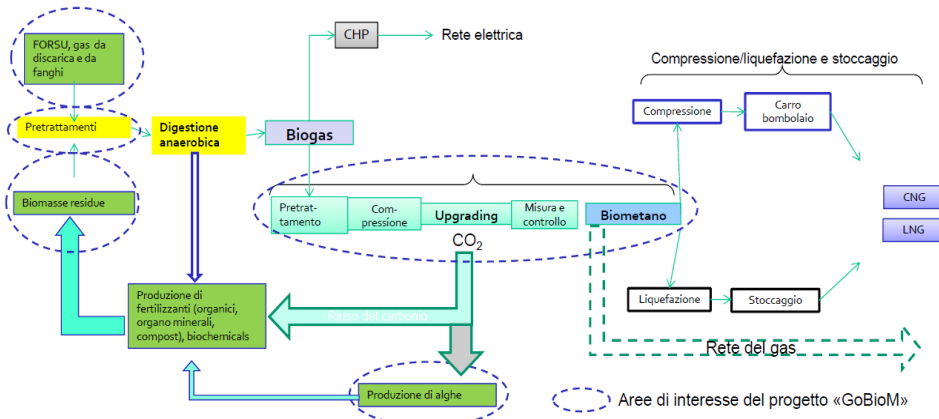 FORSU, gas da
discarica e da
fanghi
CHP
Rete elettrica
Compressione/liquefazione e stoccaggio
Pretrattamenti
Digestione
anaerobica
Biogas
Compressione
Carro
bombolaio
Biomasse residue
Pretrat-
tamento
Com-
pressione
Upgrading
Misura e
controllo
Biometano
CNG
LNG
CO2
Produzione di
fertilizzanti (organici,
organo minerali,
compost), biochemicals
Riuso del carbonio
Liquefazione
Stoccaggio
Rete del gas
Produzione di alghe
Aree di interesse del progetto «GoBioM»